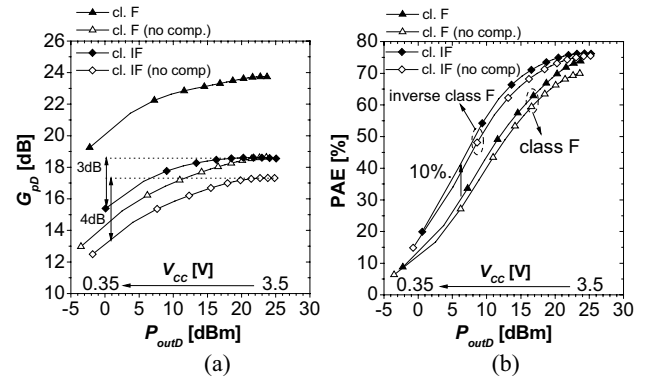 cl. F
cl. F (no comp.)
cl. IF
cl. IF (no comp)
26
24
22
20
18
16
14
12
10
G_pD [dB]
3dB
4dB
V_CC [V]
0.35
3.5
-5 0 5 10 15 20 25 30
P_outD [dBm]
(a)
cl. F
cl. F (no comp.)
cl. IF
cl. IF (no comp.)
80
70
60
50
40
30
20
10
0
PAE [%]
inverse class F
class F
10%.
V_CC [V]
0.35
3.5
-5 0 5 10 15 20 25 30
P_outD [dBm]
(b)